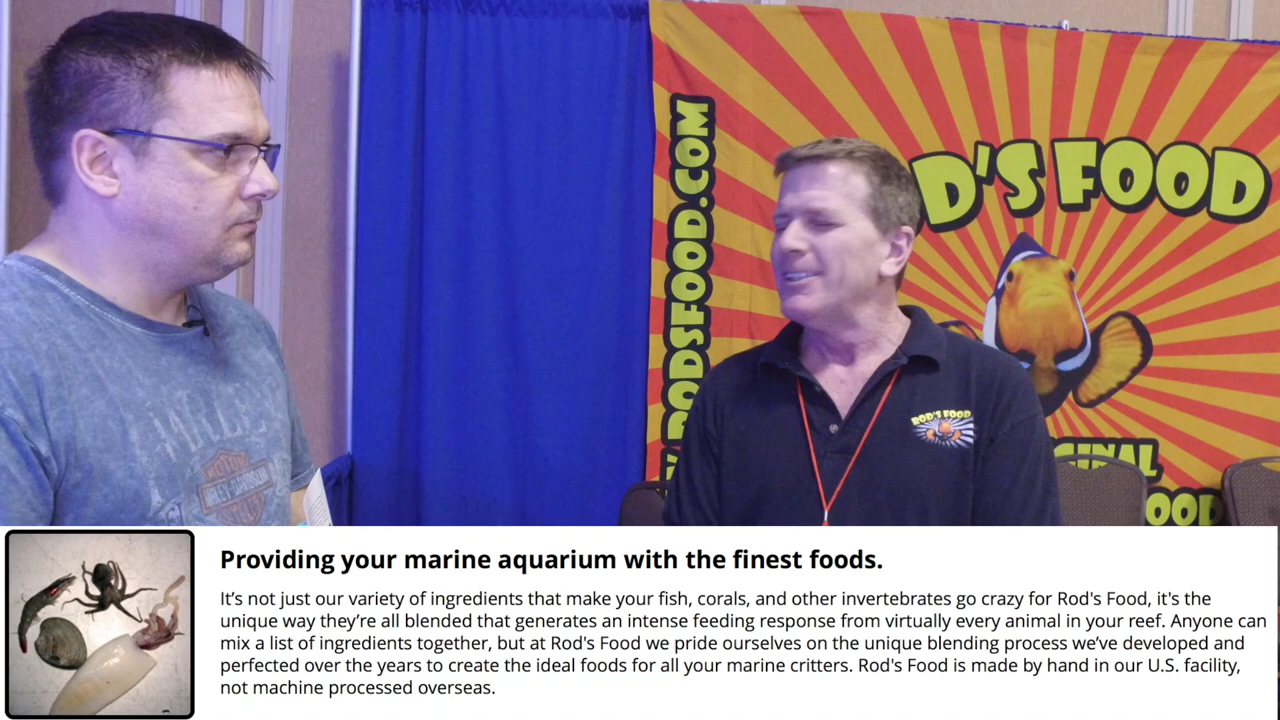 RODSFOOD.COM
D'S FOOD
ROD'S FOOD
MOTOR
HARLEY-DAVIDSON
Providing your marine aquarium with the finest foods.
It's not just our variety of ingredients that make your fish, corals, and other invertebrates go crazy for Rod's Food, it's the
unique way they're all blended that generates an intense feeding response from virtually every animal in your reef. Anyone can
mix a list of ingredients together, but at Rod's Food we pride ourselves on the unique blending process we've developed and
perfected over the years to create the ideal foods for all your marine critters. Rod's Food is made by hand in our U.S. facility,
not machine processed overseas.